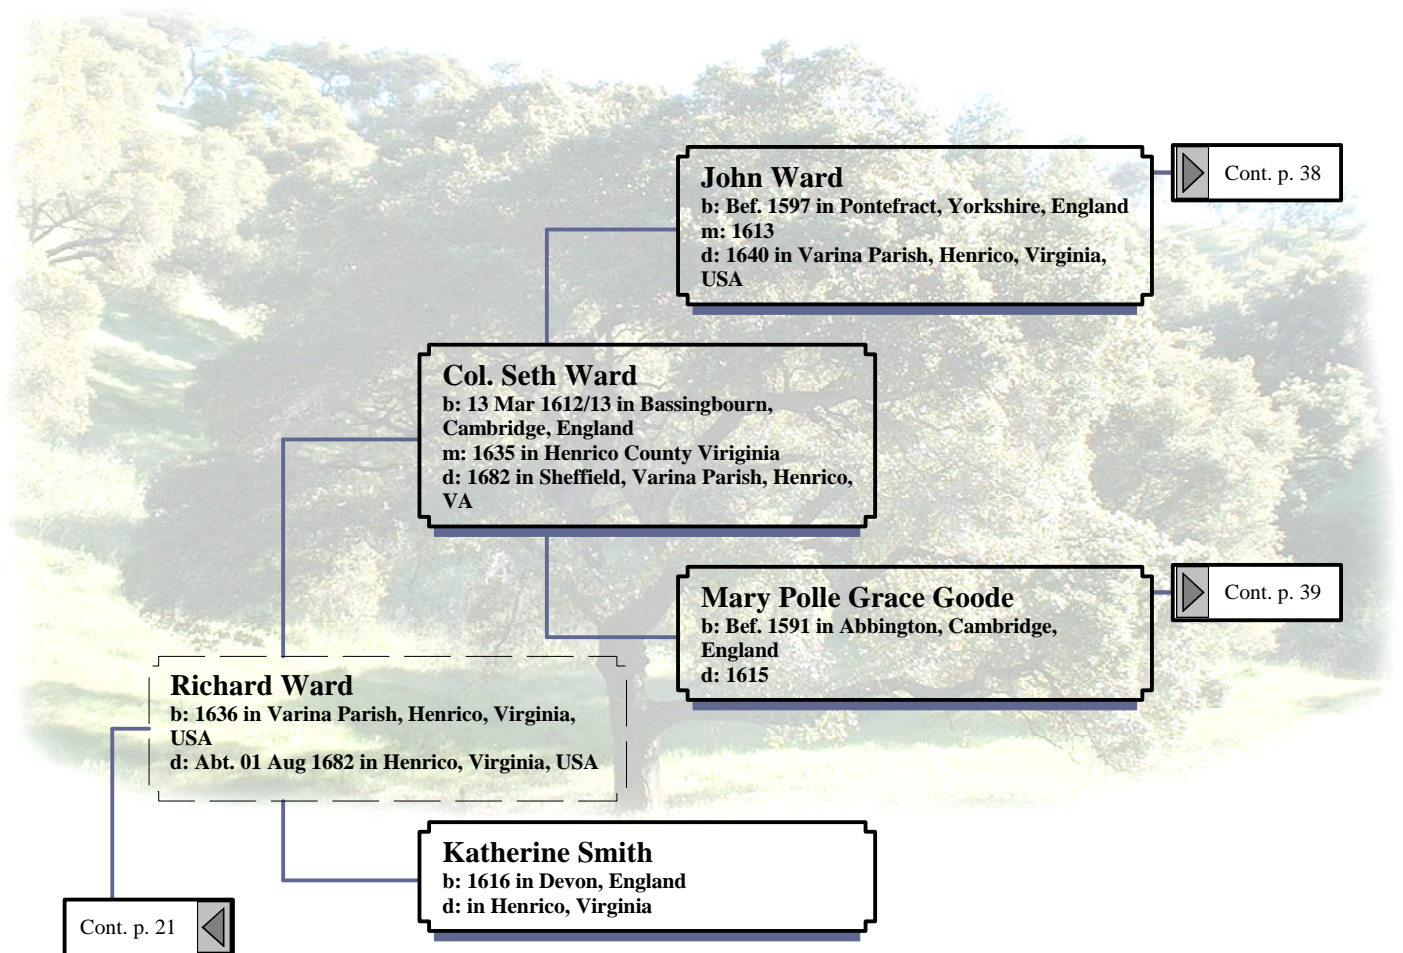 John Ward
b: Bef. 1597 in Pontefract, Yorkshire, England
m: 1613
d: 1640 in Varina Parish, Henrico, Virginia,
USA
Cont. p. 38
Col. Seth Ward
b: 13 Mar 1612/13 in Bassingbourn,
Cambridge, England
m: 1635 in Henrico County Viriginia
d: 1682 in Sheffield, Varina Parish, Henrico,
VA
Mary Polle Grace Goode
b: Bef. 1591 in Abbington, Cambridge,
England
d: 1615
Cont. p. 39
Richard Ward
b: 1636 in Varina Parish, Henrico, Virginia,
USA
d: Abt. 01 Aug 1682 in Henrico, Virginia, USA
Katherine Smith
b: 1616 in Devon, England
d: in Henrico, Virginia
Cont. p. 21